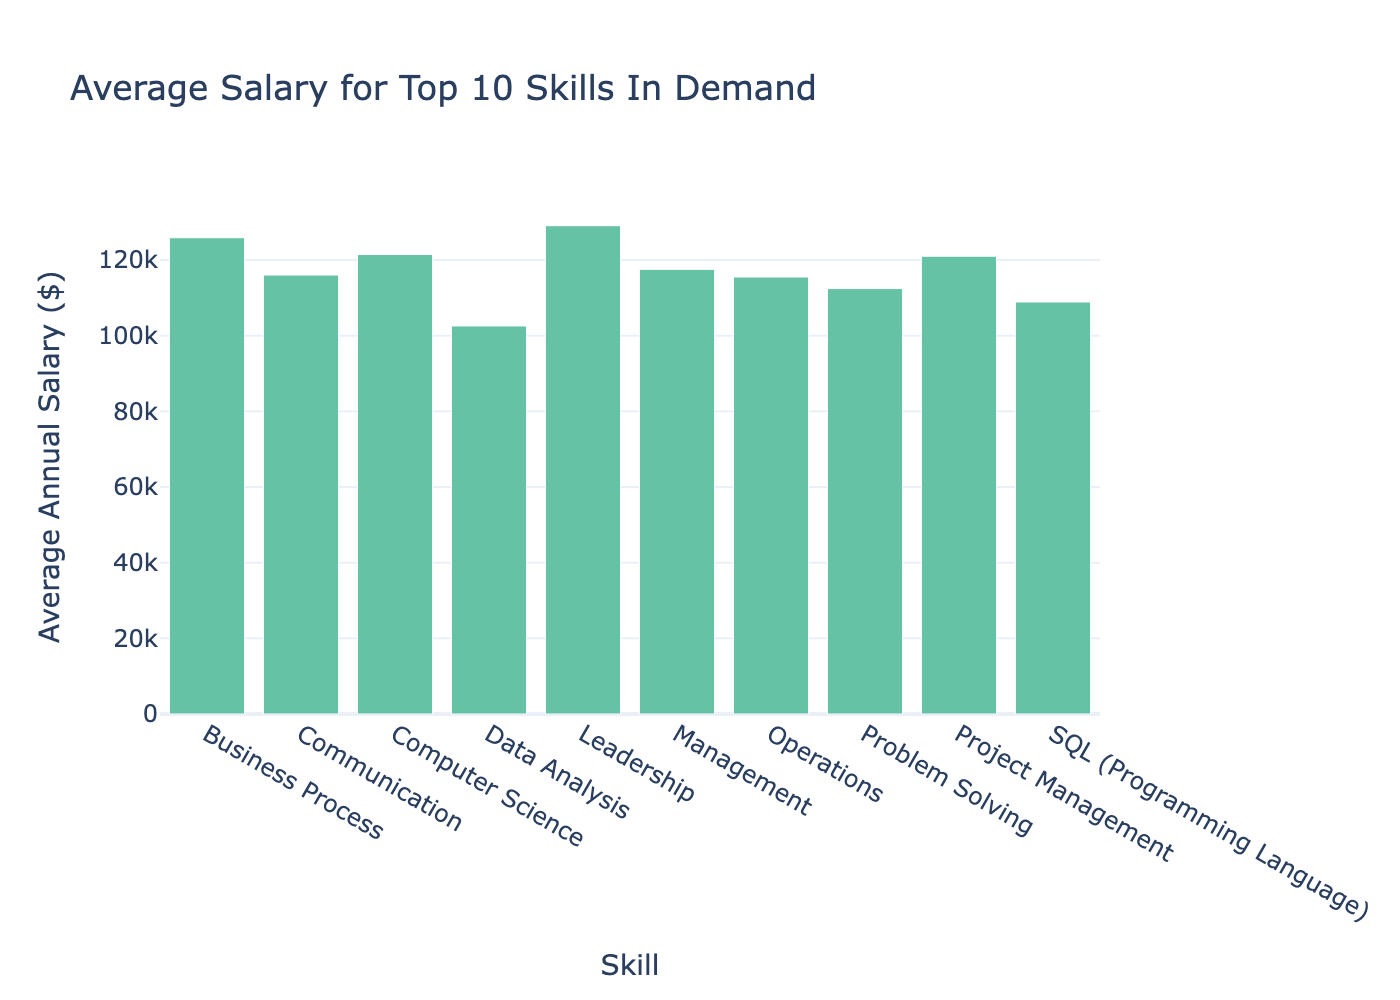 Average Salary for Top 10 Skills In Demand
Average Annual Salary ($)
120k
100k
80k
60k
40k
20k
0
Business Process
Communication
Computer Science
Data Analysis
Leadership
Management
Operations
Problem Solving
Project Management
SQL (Programming Language)
Skill